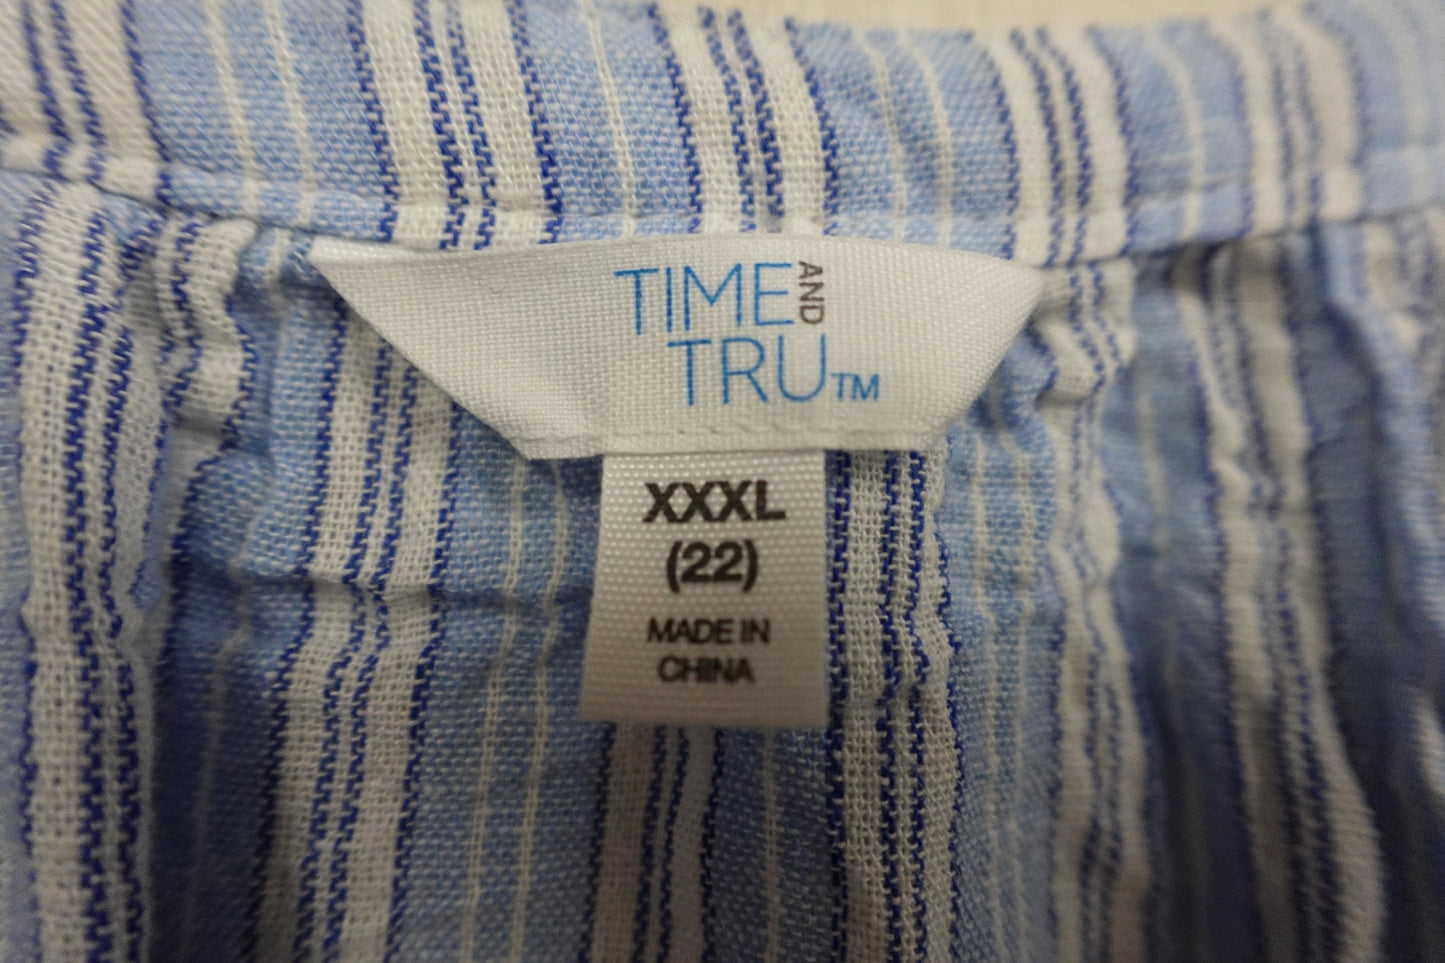 TIME AND
TRU™
XXXL
(22)
MADE IN
CHINA